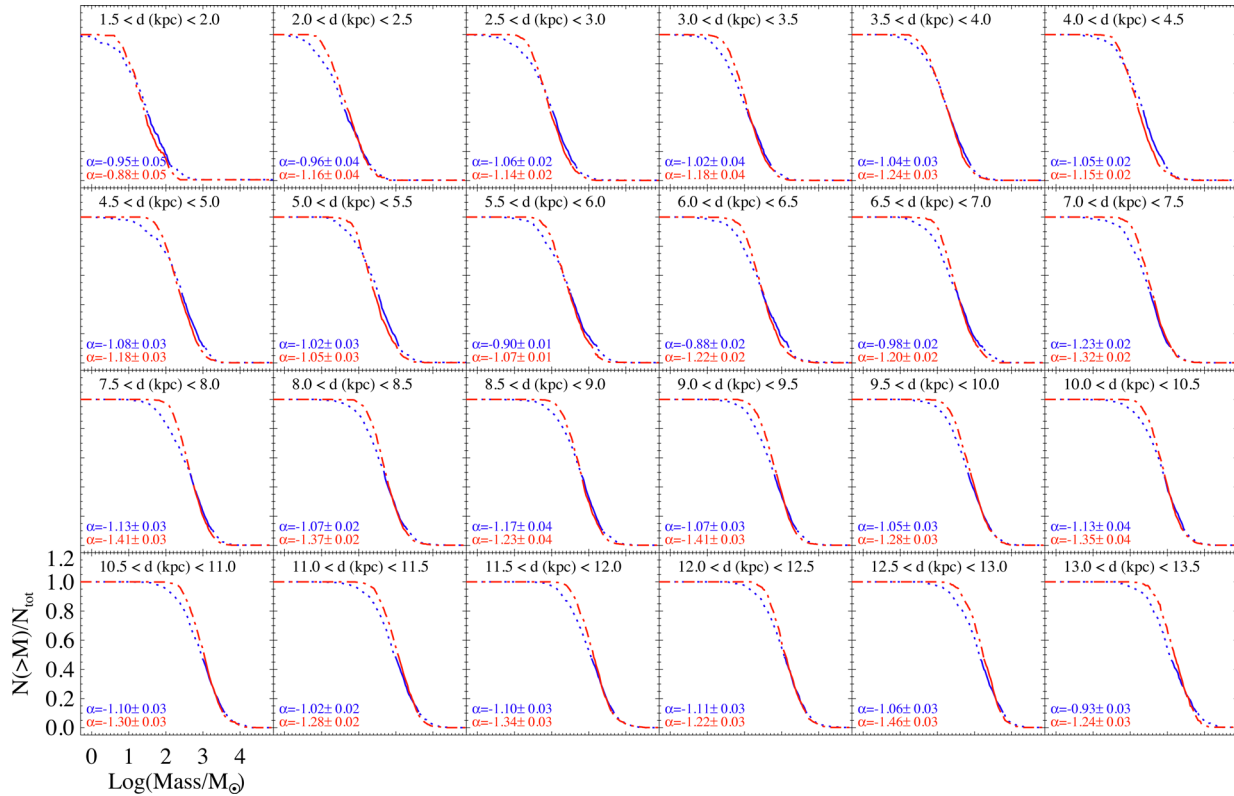 1.5 < d (kpc) < 2.0
α=-0.95± 0.05
α=-0.88± 0.05
2.0 < d (kpc) < 2.5
α=-0.96± 0.04
α=-1.16± 0.04
2.5 < d (kpc) < 3.0
α=-1.06± 0.02
α=-1.14± 0.02
3.0 < d (kpc) < 3.5
α=-1.02± 0.04
α=-1.18± 0.04
3.5 < d (kpc) < 4.0
α=-1.04± 0.03
α=-1.24± 0.03
4.0 < d (kpc) < 4.5
α=-1.05± 0.02
α=-1.15± 0.02
4.5 < d (kpc) < 5.0
α=-1.08± 0.03
α=-1.18± 0.03
5.0 < d (kpc) < 5.5
α=-1.02± 0.03
α=-1.05± 0.03
5.5 < d (kpc) < 6.0
α=-0.90± 0.01
α=-1.07± 0.01
6.0 < d (kpc) < 6.5
α=-0.88± 0.02
α=-1.22± 0.02
6.5 < d (kpc) < 7.0
α=-0.98± 0.02
α=-1.20± 0.02
7.0 < d (kpc) < 7.5
α=-1.23± 0.02
α=-1.32± 0.02
7.5 < d (kpc) < 8.0
α=-1.13± 0.03
α=-1.41± 0.03
8.0 < d (kpc) < 8.5
α=-1.07± 0.02
α=-1.37± 0.02
8.5 < d (kpc) < 9.0
α=-1.17± 0.04
α=-1.23± 0.04
9.0 < d (kpc) < 9.5
α=-1.07± 0.03
α=-1.41± 0.03
9.5 < d (kpc) < 10.0
α=-1.05± 0.03
α=-1.28± 0.03
10.0 < d (kpc) < 10.5
α=-1.13± 0.04
α=-1.35± 0.04
10.5 < d (kpc) < 11.0
α=-1.10± 0.03
α=-1.30± 0.03
11.0 < d (kpc) < 11.5
α=-1.02± 0.02
α=-1.28± 0.02
11.5 < d (kpc) < 12.0
α=-1.10± 0.03
α=-1.34± 0.03
12.0 < d (kpc) < 12.5
α=-1.11± 0.03
α=-1.22± 0.03
12.5 < d (kpc) < 13.0
α=-1.06± 0.03
α=-1.46± 0.03
13.0 < d (kpc) < 13.5
α=-0.93± 0.03
α=-1.24± 0.03
1.2
1.0
0.8
0.6
0.4
0.2
0.0
N(>M)/N_tot
0 1 2 3 4
Log(Mass/M⊙)